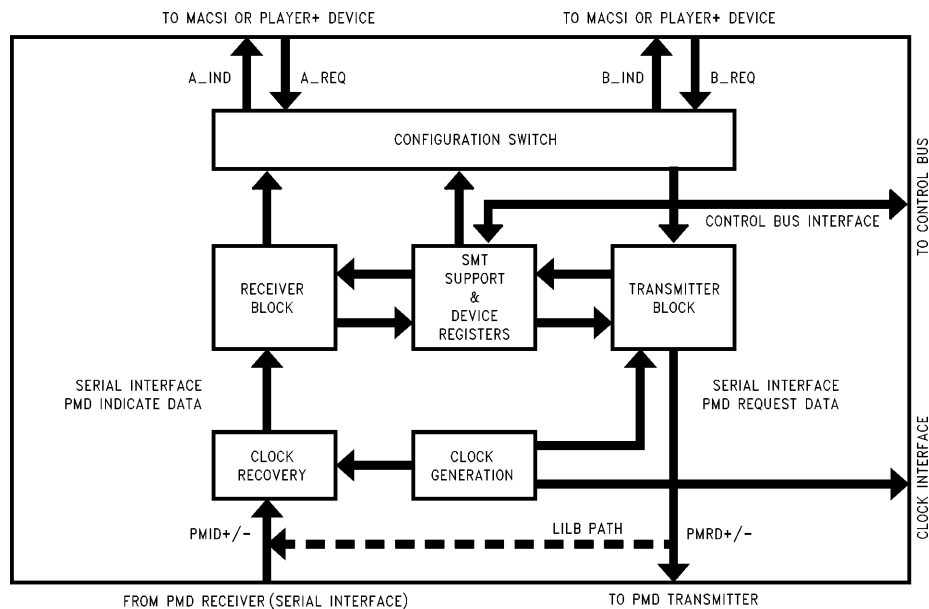 TO MACSI OR PLAYER+ DEVICE
TO MACSI OR PLAYER+ DEVICE
A_IND
A_REQ
B_IND
B_REQ
CONFIGURATION SWITCH
TO CONTROL BUS
CONTROL BUS INTERFACE
RECEIVER
BLOCK
SMT
SUPPORT
&
DEVICE
REGISTERS
TRANSMITTER
BLOCK
SERIAL INTERFACE
PMD INDICATE DATA
SERIAL INTERFACE
PMD REQUEST DATA
CLOCK
RECOVERY
CLOCK
GENERATION
CLOCK INTERFACE
PMID+/-
LILB PATH
PMRD+/-
FROM PMD RECEIVER (SERIAL INTERFACE)
TO PMD TRANSMITTER